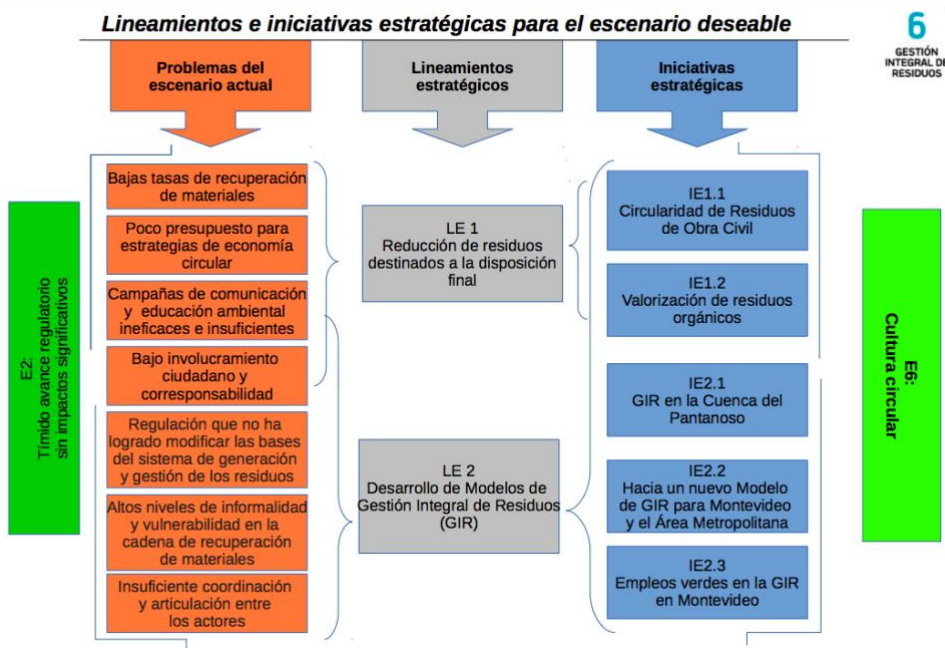 Lineamientos e iniciativas estratégicas para el escenario deseable
6
GESTIÓN
INTEGRAL DE
RESIDUOS
Problemas del
escenario actual
Lineamientos
estratégicos
Iniciativas
estratégicas
E2:
Tímido avance regulatorio
sin impactos significativos
Bajas tasas de recuperación
de materiales
Poco presupuesto para
estrategias de economía
circular
Campañas de comunicación
y educación ambiental
ineficaces e insuficientes
Bajo involucramiento
ciudadano y
corresponsabilidad
Regulación que no ha
logrado modificar las bases
del sistema de generación
y gestión de los residuos
Altos niveles de informalidad
y vulnerabilidad en la
cadena de recuperación
de materiales
Insuficiente coordinación
y articulación entre
los actores
LE 1
Reducción de residuos
destinados a la disposición
final
LE 2
Desarrollo de Modelos de
Gestión Integral de Residuos
(GIR)
IE1.1
Circularidad de Residuos
de Obra Civil
IE1.2
Valorización de residuos
orgánicos
IE2.1
GIR en la Cuenca del
Pantanoso
IE2.2
Hacia un nuevo Modelo
de GIR para Montevideo
y el Área Metropolitana
IE2.3
Empleos verdes en la GIR
en Montevideo
E6:
Cultura circular